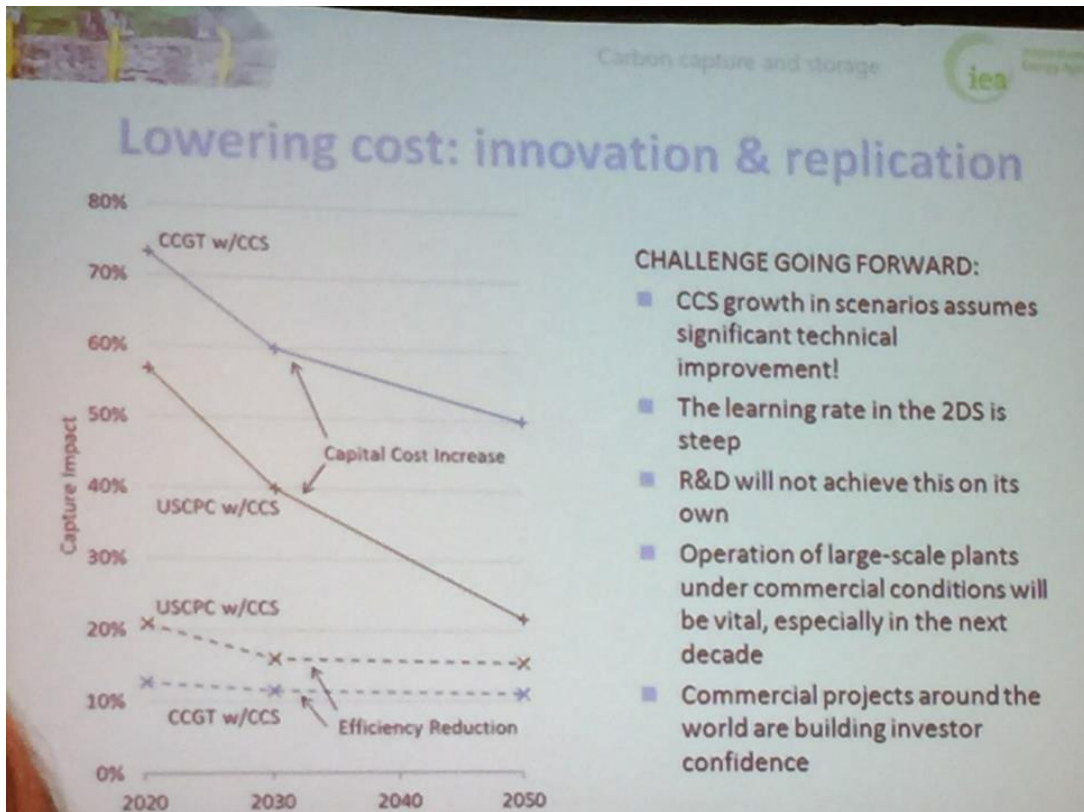 Carbon capture and storage
iea
Lowering cost: innovation & replication
80%
70%
60%
50%
40%
30%
20%
10%
0%
Capture Impact
CCGT w/CCS
Capital Cost Increase
USCPC w/CCS
USCPC w/CCS
CCGT w/CCS
Efficiency Reduction
2020
2030
2040
2050
CHALLENGE GOING FORWARD:
CCS growth in scenarios assumes
significant technical
improvement!
The learning rate in the 2DS is
steep
R&D will not achieve this on its
own
Operation of large-scale plants
under commercial conditions will
be vital, especially in the next
decade
Commercial projects around the
world are building investor
confidence